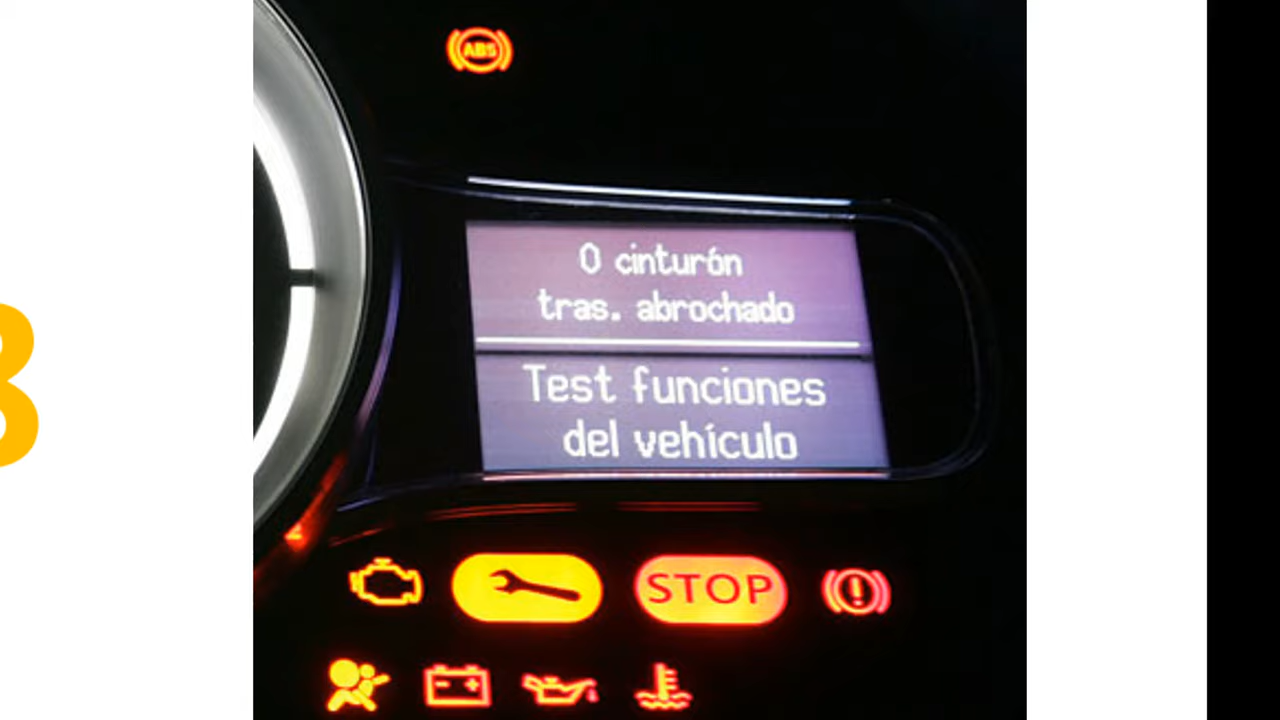 ABS
0 cinturón
tras. abrochado
Test funciones
del vehículo
STOP